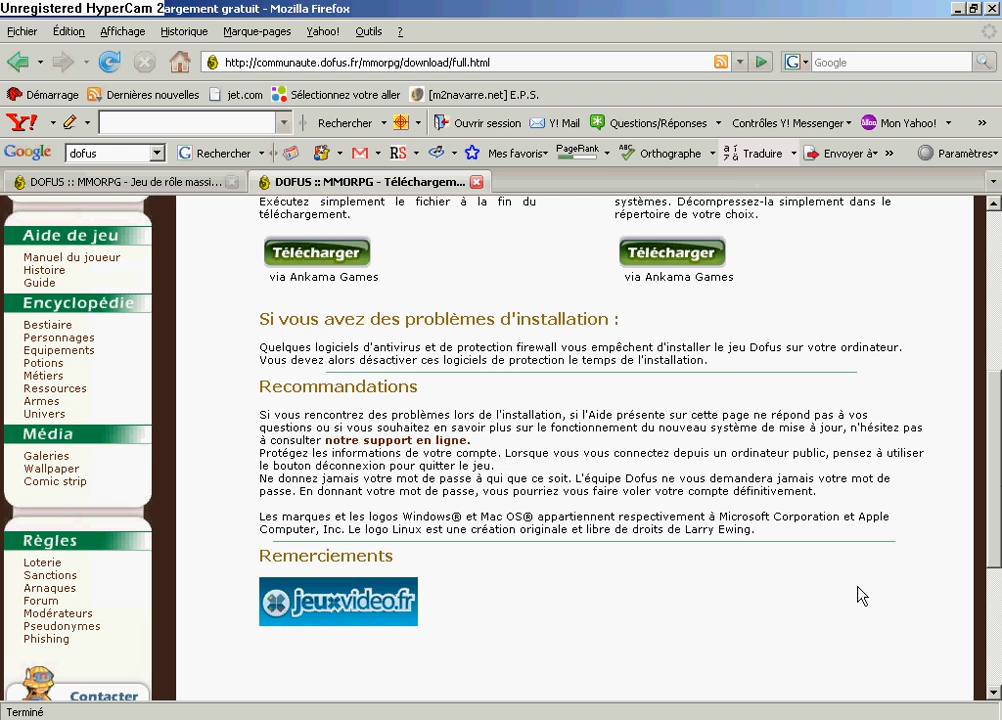 Unregistered HyperCam 2argement gratuit - Mozilla Firefox
Fichier Édition Affichage Historique Marque-pages Yahoo! Outils ?
http://communaute.dofus.fr/mmorpg/download/full.html
G Google
Démarrage Dernières nouvelles jet.com Sélectionnez votre aller [m2navarre.net] E.P.S.
Y! Rechercher Ouvrir session Y! Mail Questions/Réponses Contrôles Y! Messenger Mon Yahoo! »
Google dofus G Rechercher RS Mes favoris PageRank Orthographe Traduire Envoyer à » Paramètres
DOFUS :: MMORPG - Jeu de rôle massi...
DOFUS :: MMORPG - Téléchargem...
Aide de jeu
Manuel du joueur
Histoire
Guide
Encyclopédie
Bestiaire
Personnages
Equipements
Potions
Métiers
Ressources
Armes
Univers
Média
Galeries
Wallpaper
Comic strip
Règles
Loterie
Sanctions
Arnaques
Forum
Modérateurs
Pseudonymes
Phishing
Contacter
Exécutez simplement le fichier à la fin du
téléchargement.
Télécharger
via Ankama Games
systèmes. Décompressez-la simplement dans le
répertoire de votre choix.
Télécharger
via Ankama Games
Si vous avez des problèmes d'installation :
Quelques logiciels d'antivirus et de protection firewall vous empêchent d'installer le jeu Dofus sur votre ordinateur.
Vous devez alors désactiver ces logiciels de protection le temps de l'installation.
Recommandations
Si vous rencontrez des problèmes lors de l'installation, si l'Aide présente sur cette page ne répond pas à vos
questions ou si vous souhaitez en savoir plus sur le fonctionnement du nouveau système de mise à jour, n'hésitez pas
à consulter notre support en ligne.
Protégez les informations de votre compte. Lorsque vous vous connectez depuis un ordinateur public, pensez à utiliser
le bouton déconnexion pour quitter le jeu.
Ne donnez jamais votre mot de passe à qui que ce soit. L'équipe Dofus ne vous demandera jamais votre mot de
passe. En donnant votre mot de passe, vous pourriez vous faire voler votre compte définitivement.
Les marques et les logos Windows® et Mac OS® appartiennent respectivement à Microsoft Corporation et Apple
Computer, Inc. Le logo Linux est une création originale et libre de droits de Larry Ewing.
Remerciements
jeuxvideo.fr
Terminé